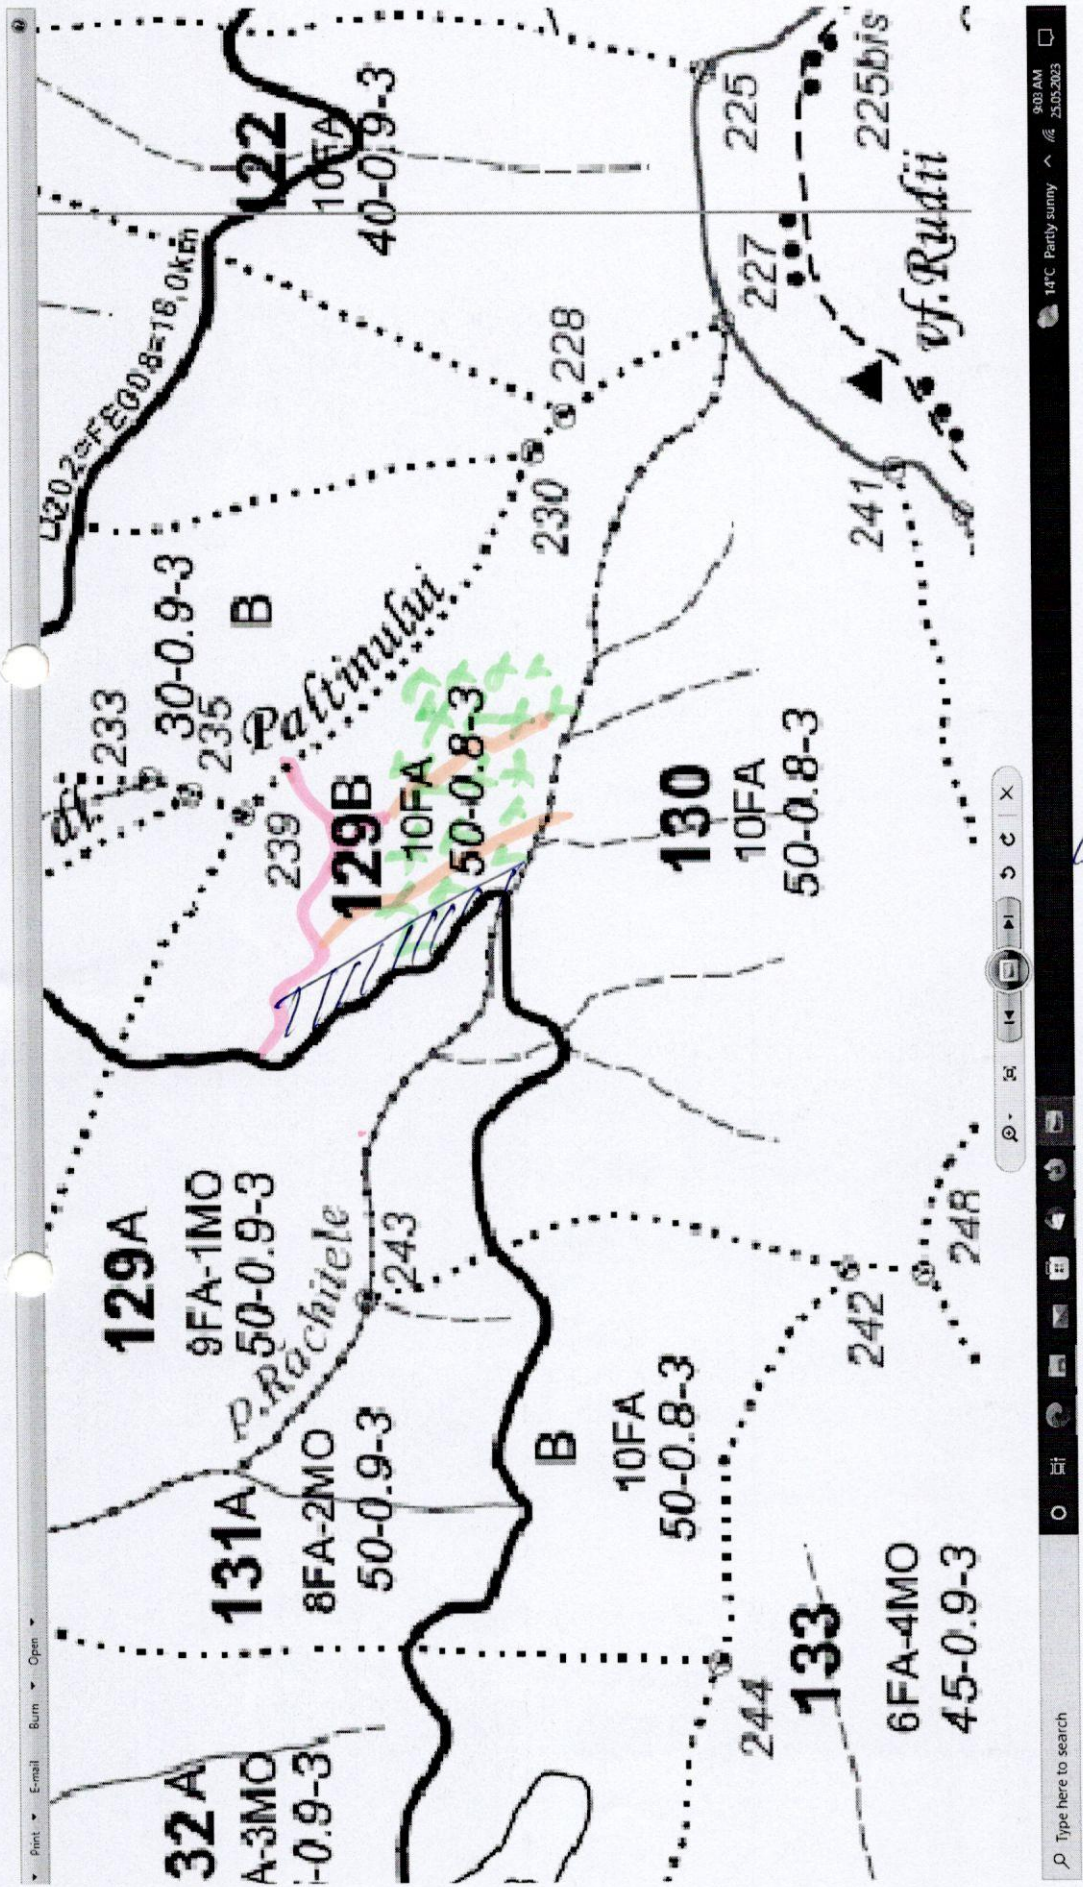 Print E-mail Burn Open
32A
A-3MO
-0.9-3
131A
8FA-2MO
50-0.9-3
129A
9FA-1MO
50-0.9-3
P. Rachitele
243
233
30-0.9-3
235
B
239
Paltinului
129B
10FA
50-0.8-3
230
228
122
10FA
40-0.9-3
225
225bis
227
vf. Rudii
241
130
10FA
50-0.8-3
B
10FA
50-0.8-3
242
248
244
133
6FA-4MO
45-0.9-3
Type here to search
14°C Partly sunny
9:03 AM
25.05.2023